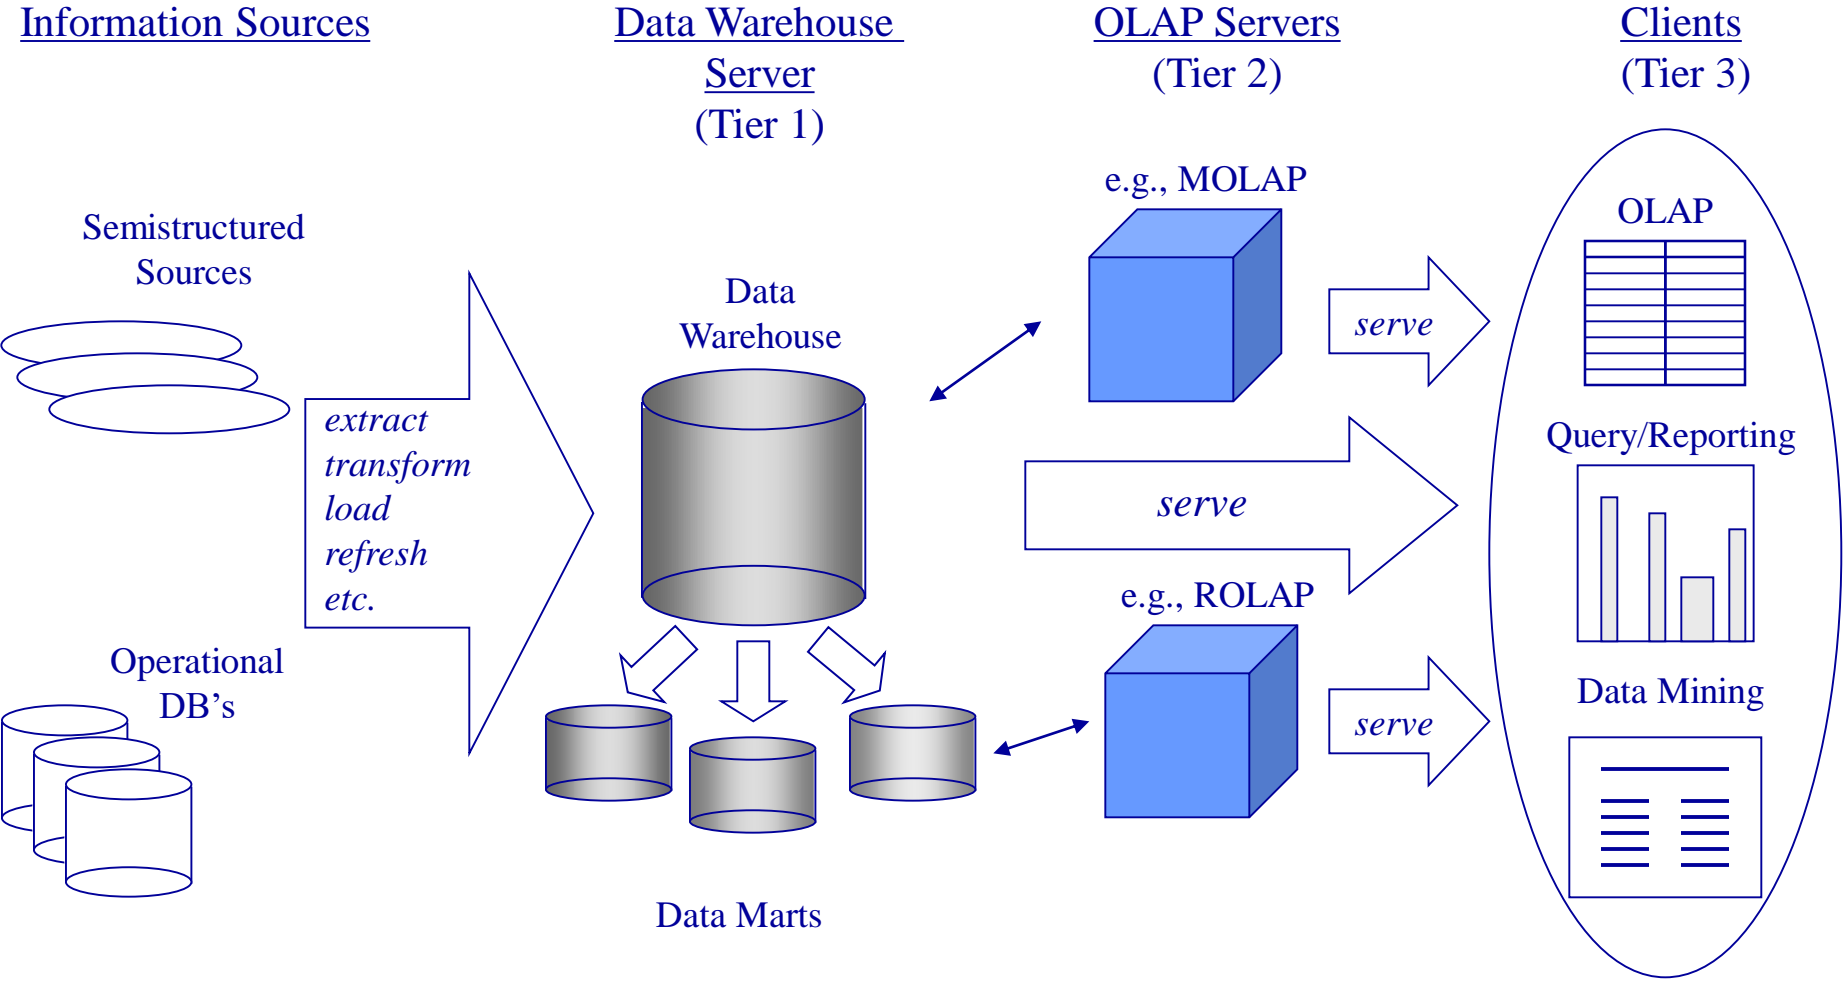 Information Sources
Data Warehouse
Server
(Tier 1)
OLAP Servers
(Tier 2)
Clients
(Tier 3)
Semistructured
Sources
Operational
DB’s
extract
transform
load
refresh
etc.
Data
Warehouse
Data Marts
e.g., MOLAP
serve
serve
e.g., ROLAP
serve
OLAP
Query/Reporting
Data Mining